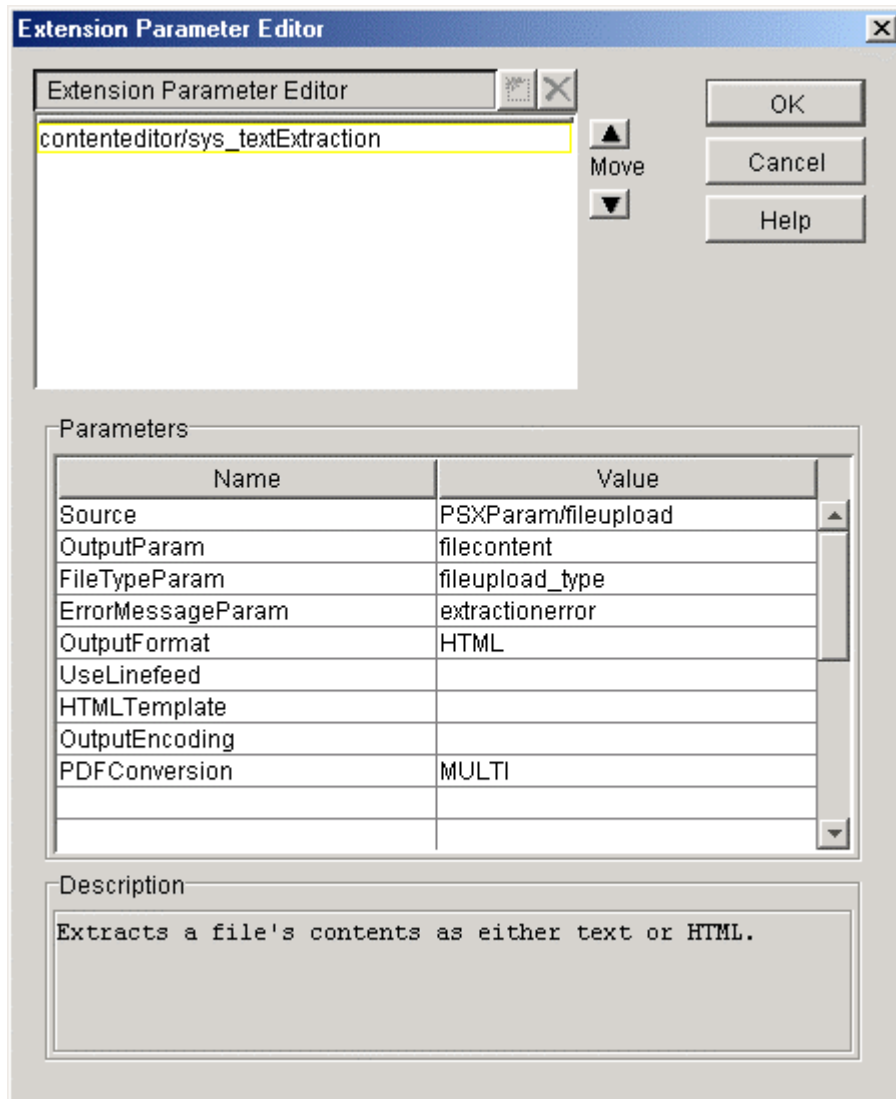 Extension Parameter Editor
Extension Parameter Editor
OK
contenteditor/sys_textExtraction
Move
Cancel
Help
Parameters
Name Value
Source PSXParam/fileupload
OutputParam filecontent
FileTypeParam fileupload_type
ErrorMessageParam extractionerror
OutputFormat HTML
UseLinefeed
HTMLTemplate
OutputEncoding
PDFConversion MULTI
Description
Extracts a file's contents as either text or HTML.